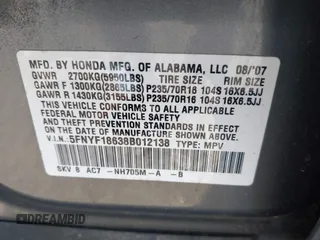 MFD. BY HONDA MFG. OF ALABAMA, LLC 08/'07
GVWR 2700KG(5950LBS) TIRE SIZE RIM SIZE
GAWR F 1300KG(2865LBS) P235/70R16 104S 16X6.5JJ
GAWR R 1430KG(3155LBS) P235/70R16 104S 16X6.5JJ
THIS VEHICLE CONFORMS TO ALL APPLICABLE
FEDERAL MOTOR VEHICLE SAFETY STANDARDS IN
EFFECT ON THE DATE OF MANUFACTURE SHOWN ABOVE.
V.I.N.: 5FNYF18638B012138 TYPE: MPV
SKV 8 AC7 -NH705M-A -B
DREAMBID